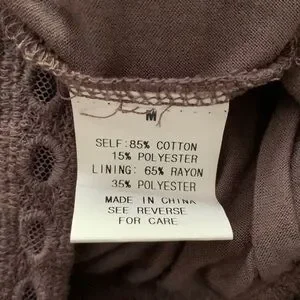 M
SELF:85% COTTON
15% POLYESTER
LINING: 65% RAYON
35% POLYESTER
MADE IN CHINA
SEE REVERSE
FOR CARE